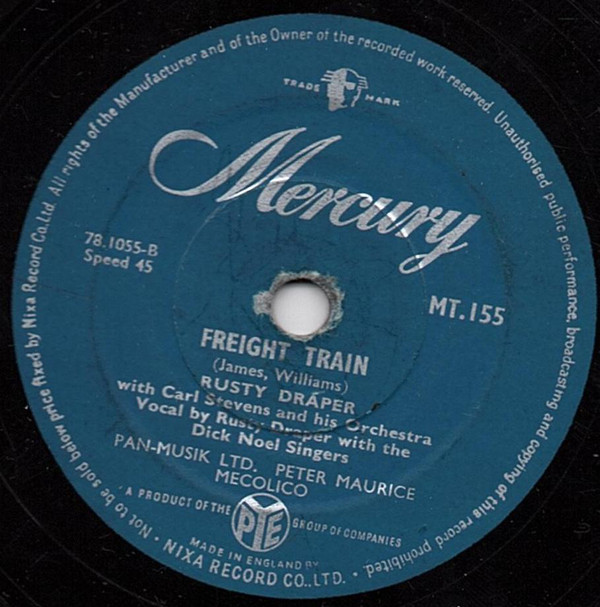 Not to be sold below price fixed by Nixa Record Co. Ltd. All rights of the Manufacturer and of the Owner of the recorded work reserved. Unauthorised public performance, broadcasting and copying of this record prohibited.
TRADE MARK
Mercury
78.1055-B
Speed 45
MT.155
FREIGHT TRAIN
(James, Williams)
RUSTY DRAPER
with Carl Stevens and his Orchestra
Vocal by Rusty Draper with the
Dick Noel Singers
PAN-MUSIK LTD. PETER MAURICE
MECOLICO
A PRODUCT OF THE PYE GROUP OF COMPANIES
MADE IN ENGLAND BY
• NIXA RECORD CO., LTD. •